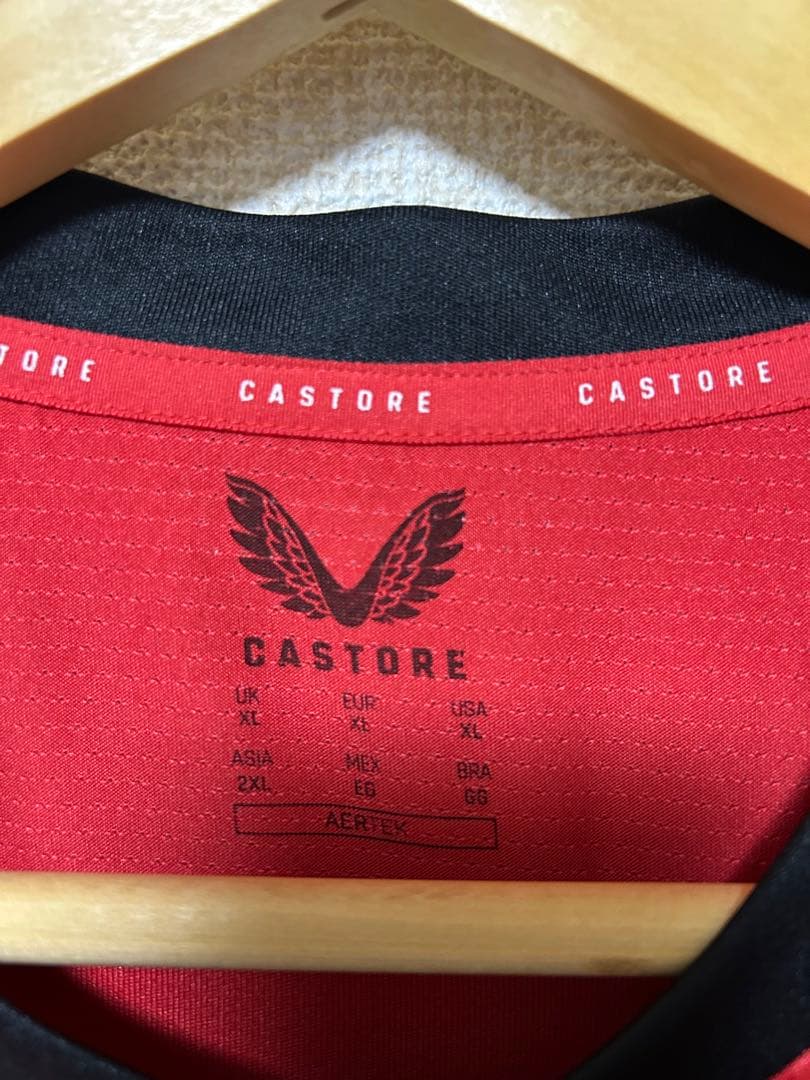 TORE CASTORE CASTORE
CASTORE
UK EUR USA
XL XL XL
ASIA MEX BRA
2XL EG GG
AERTEK